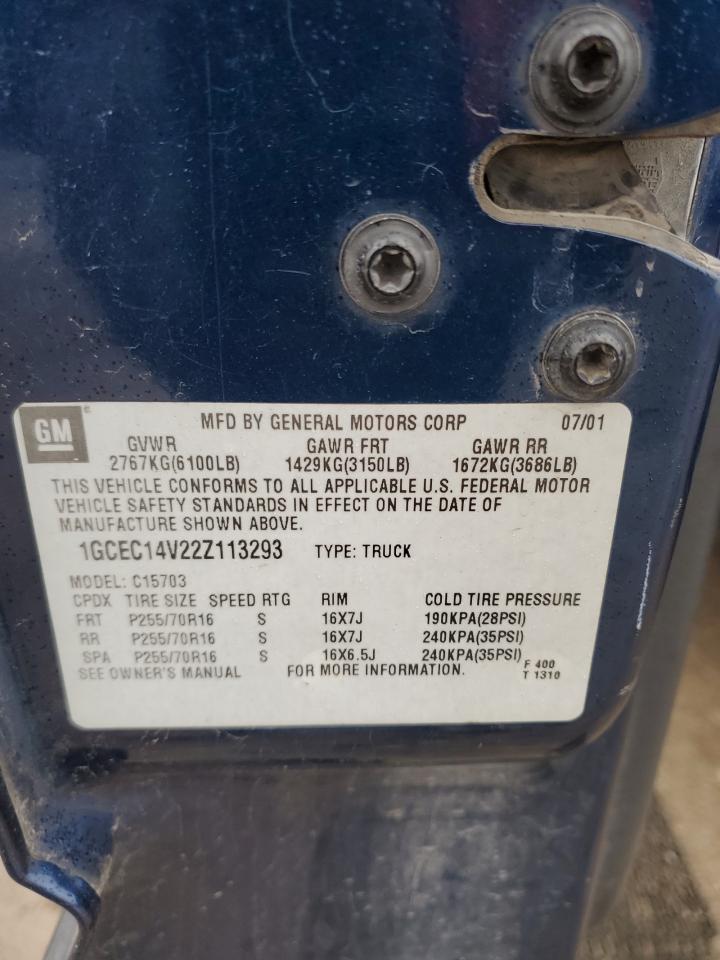 GM
MFD BY GENERAL MOTORS CORP 07/01
GVWR GAWR FRT GAWR RR
2767KG(6100LB) 1429KG(3150LB) 1672KG(3686LB)
THIS VEHICLE CONFORMS TO ALL APPLICABLE U.S. FEDERAL MOTOR
VEHICLE SAFETY STANDARDS IN EFFECT ON THE DATE OF
MANUFACTURE SHOWN ABOVE.
1GCEC14V22Z113293 TYPE: TRUCK
MODEL: C15703
CPDX TIRE SIZE SPEED RTG RIM COLD TIRE PRESSURE
FRT P255/70R16 S 16X7J 190KPA(28PSI)
RR P255/70R16 S 16X7J 240KPA(35PSI)
SPA P255/70R16 S 16X6.5J 240KPA(35PSI)
SEE OWNER'S MANUAL FOR MORE INFORMATION. F 400
T 1310